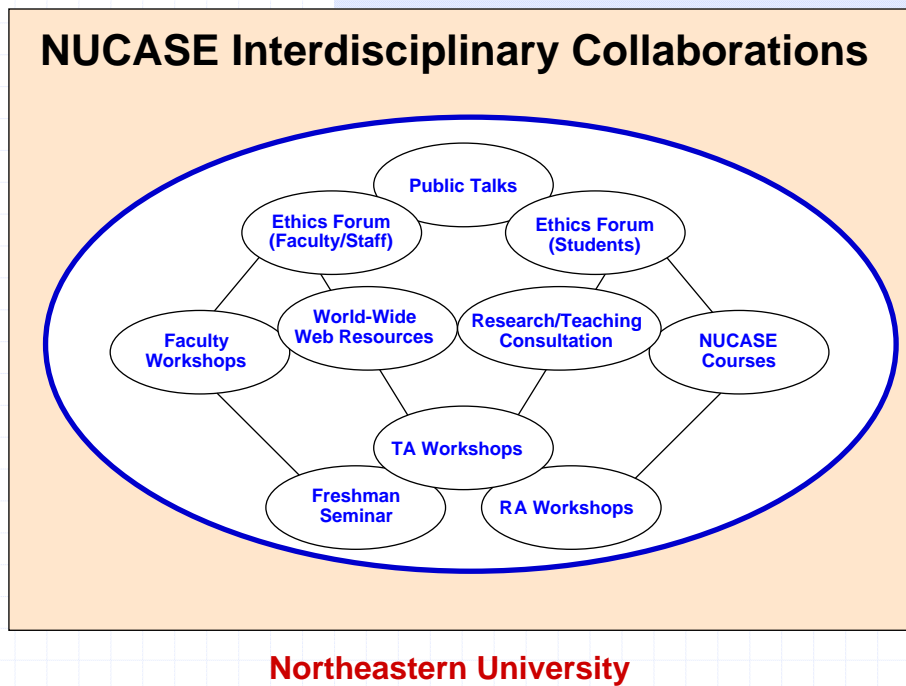 NUCASE Interdisciplinary Collaborations
Public Talks
Ethics Forum
(Faculty/Staff)
Ethics Forum
(Students)
World-Wide
Web Resources
Research/Teaching
Consultation
Faculty
Workshops
NUCASE
Courses
TA Workshops
Freshman
Seminar
RA Workshops
Northeastern University